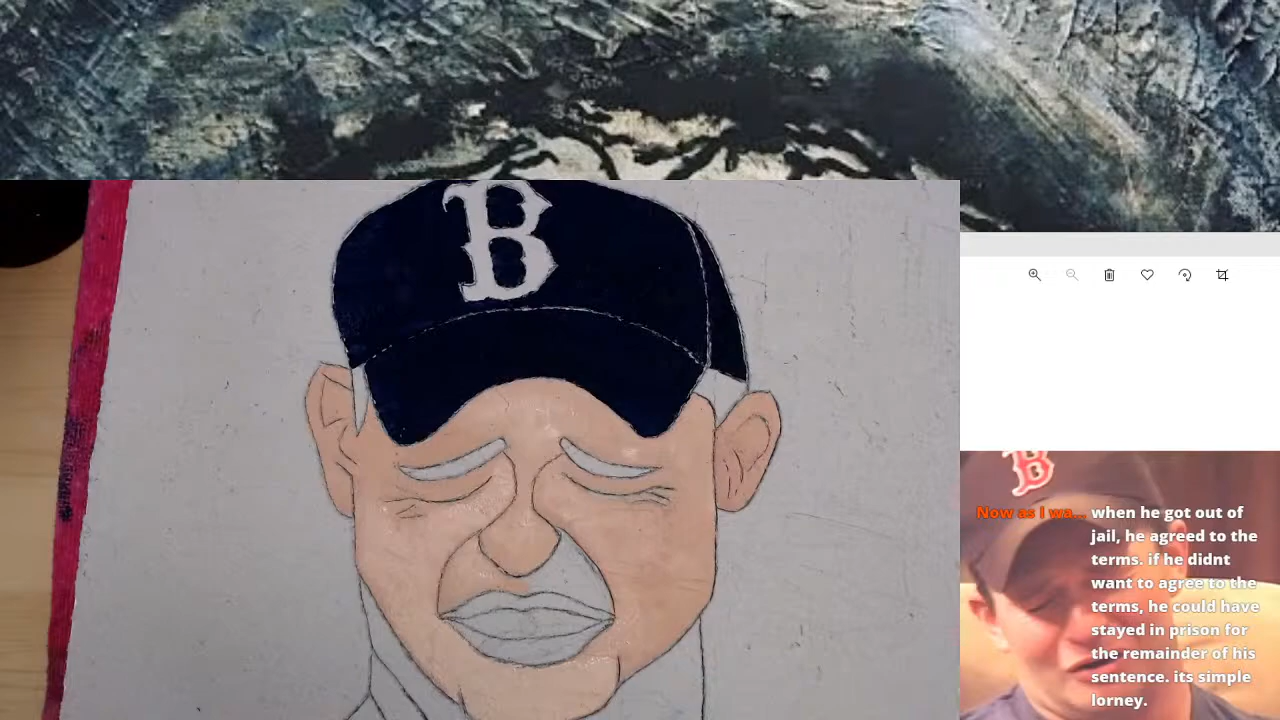 B
B
Now as I wa... when he got out of
jail, he agreed to the
terms. if he didnt
want to agree to the
terms, he could have
stayed in prison for
the remainder of his
sentence. its simple
lorney.